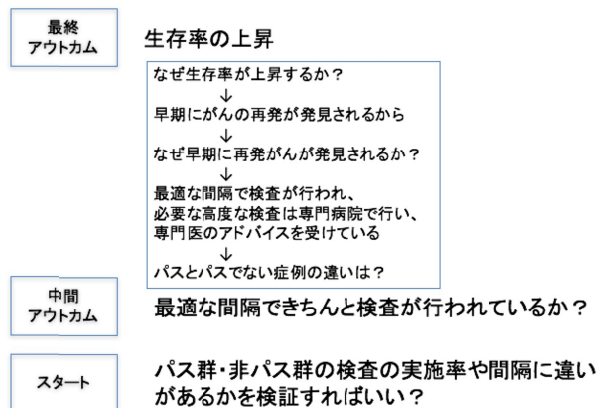 最終
アウトカム
生存率の上昇
なぜ生存率が上昇するか？
↓
早期にがんの再発が発見されるから
↓
なぜ早期に再発がんが発見されるか？
↓
最適な間隔で検査が行われ、
必要な高度な検査は専門病院で行い、
専門医のアドバイスを受けている
↓
パスとパスでない症例の違いは？
中間
アウトカム
最適な間隔できちんと検査が行われているか？
スタート
パス群・非パス群の検査の実施率や間隔に違い
があるかを検証すればいい？